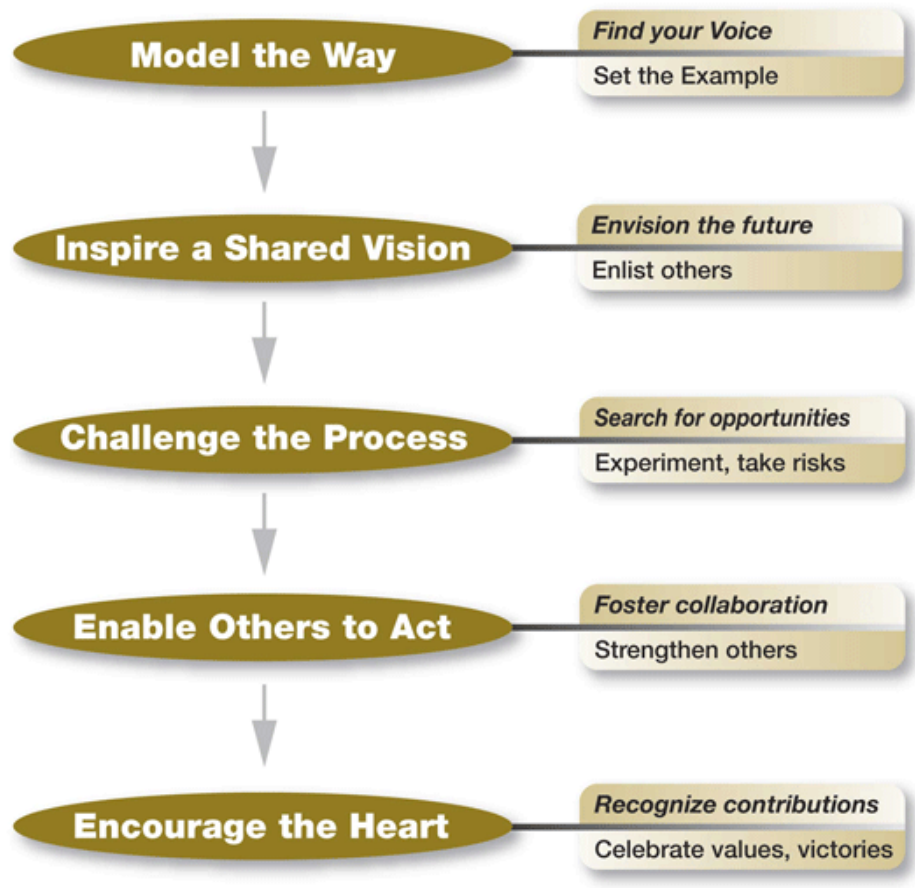 Model the Way
Find your Voice
Set the Example
Inspire a Shared Vision
Envision the future
Enlist others
Challenge the Process
Search for opportunities
Experiment, take risks
Enable Others to Act
Foster collaboration
Strengthen others
Encourage the Heart
Recognize contributions
Celebrate values, victories